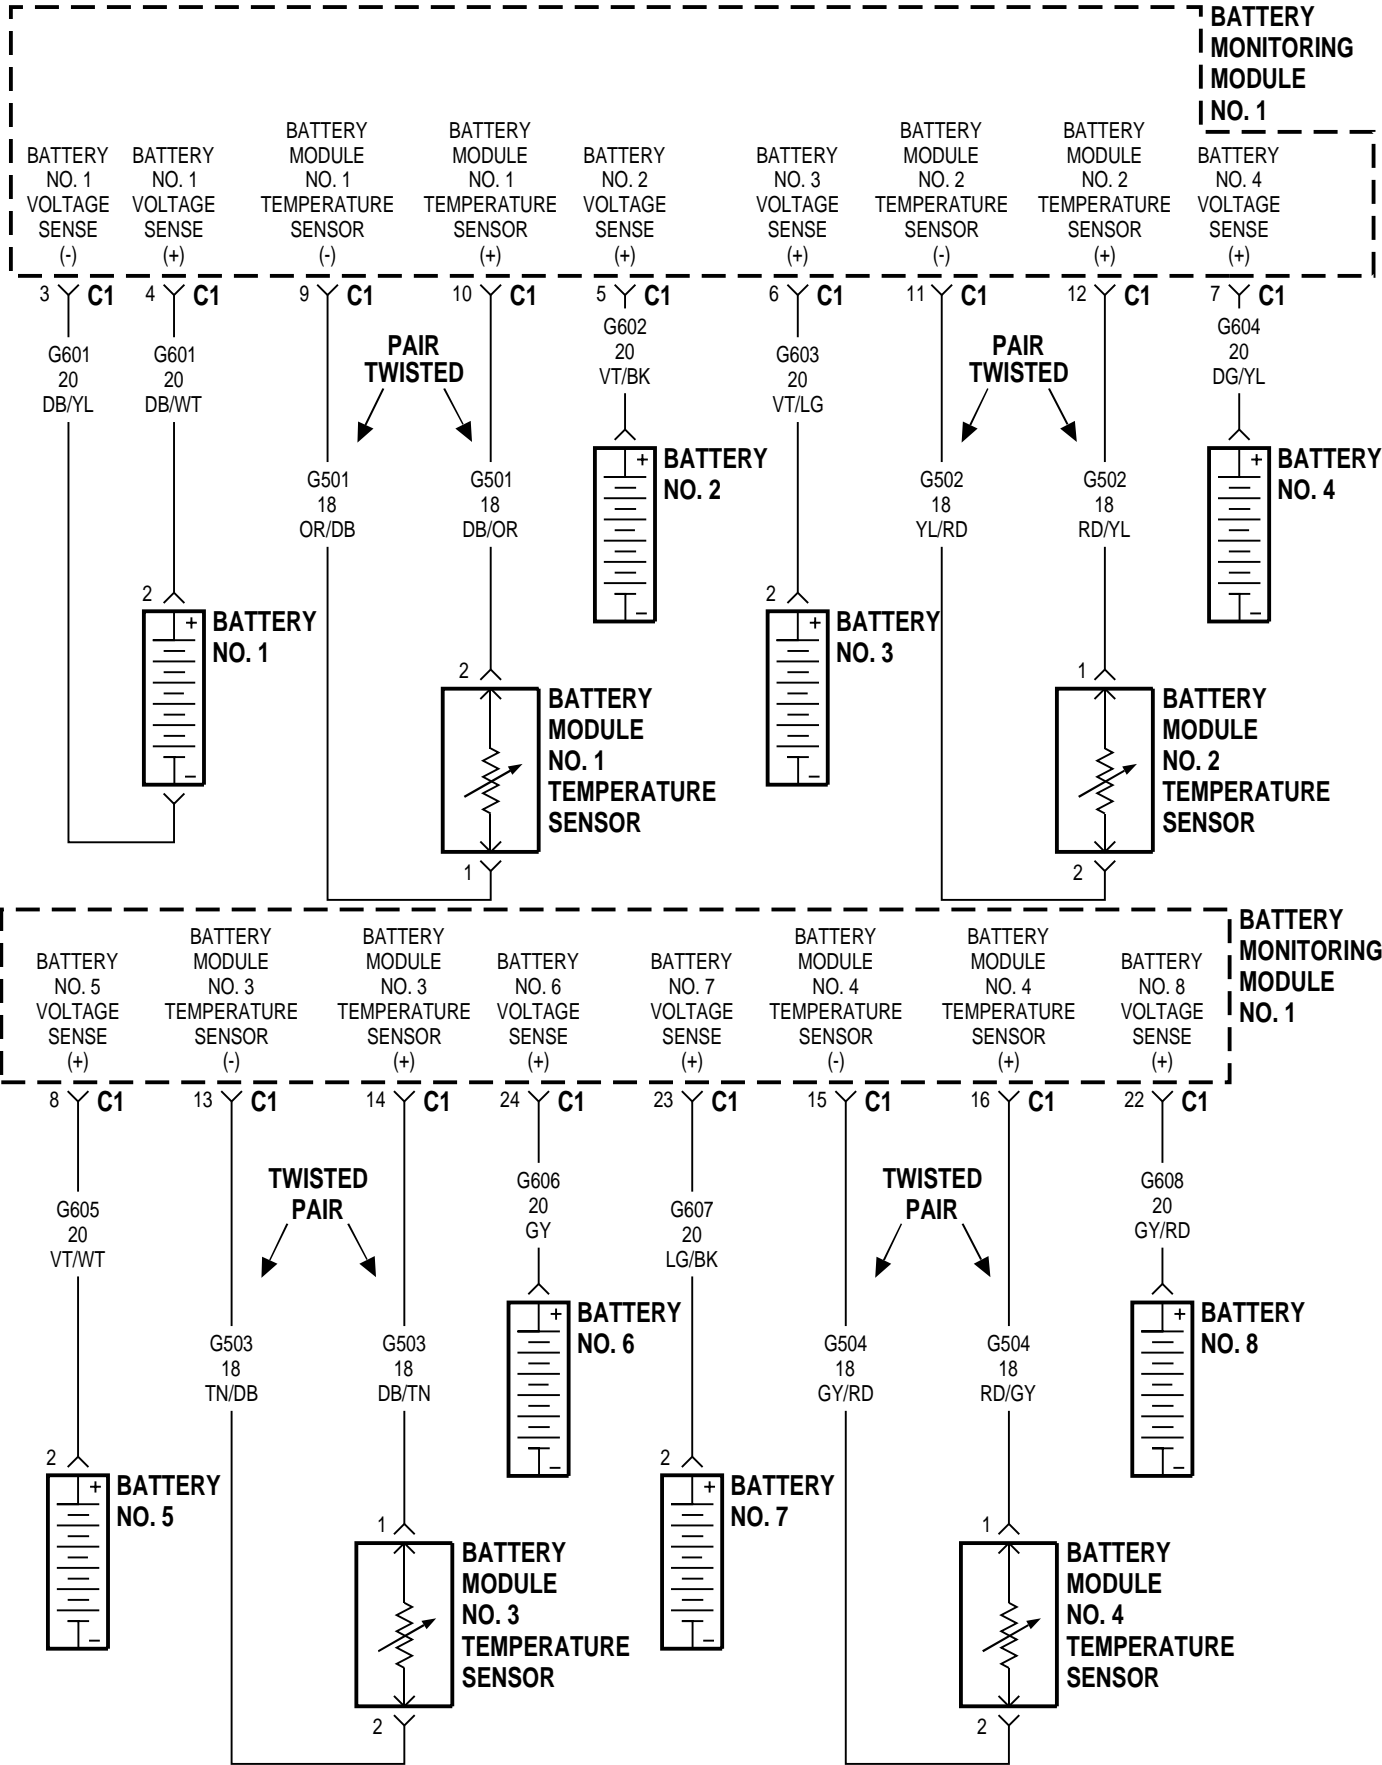 BATTERY
MONITORING
MODULE
NO. 1
BATTERY
NO. 1
VOLTAGE
SENSE
(-)
BATTERY
NO. 1
VOLTAGE
SENSE
(+)
BATTERY
MODULE
NO. 1
TEMPERATURE
SENSOR
(-)
BATTERY
MODULE
NO. 1
TEMPERATURE
SENSOR
(+)
BATTERY
NO. 2
VOLTAGE
SENSE
(+)
BATTERY
NO. 3
VOLTAGE
SENSE
(+)
BATTERY
MODULE
NO. 2
TEMPERATURE
SENSOR
(-)
BATTERY
MODULE
NO. 2
TEMPERATURE
SENSOR
(+)
BATTERY
NO. 4
VOLTAGE
SENSE
(+)
3 C1
4 C1
9 C1
10 C1
5 C1
6 C1
11 C1
12 C1
7 C1
G601
20
DB/YL
G601
20
DB/WT
PAIR
TWISTED
G602
20
VT/BK
G603
20
VT/LG
PAIR
TWISTED
G604
20
DG/YL
G501
18
OR/DB
G501
18
DB/OR
+
BATTERY
NO. 2
–
G502
18
YL/RD
G502
18
RD/YL
+
BATTERY
NO. 4
–
2
+
BATTERY
NO. 1
–
2
BATTERY
MODULE
NO. 1
TEMPERATURE
SENSOR
1
2
+
BATTERY
NO. 3
–
1
BATTERY
MODULE
NO. 2
TEMPERATURE
SENSOR
2
BATTERY
MONITORING
MODULE
NO. 1
BATTERY
NO. 5
VOLTAGE
SENSE
(+)
BATTERY
MODULE
NO. 3
TEMPERATURE
SENSOR
(-)
BATTERY
MODULE
NO. 3
TEMPERATURE
SENSOR
(+)
BATTERY
NO. 6
VOLTAGE
SENSE
(+)
BATTERY
NO. 7
VOLTAGE
SENSE
(+)
BATTERY
MODULE
NO. 4
TEMPERATURE
SENSOR
(-)
BATTERY
MODULE
NO. 4
TEMPERATURE
SENSOR
(+)
BATTERY
NO. 8
VOLTAGE
SENSE
(+)
8 C1
13 C1
14 C1
24 C1
23 C1
15 C1
16 C1
22 C1
G605
20
VT/WT
TWISTED
PAIR
G606
20
GY
G607
20
LG/BK
TWISTED
PAIR
G608
20
GY/RD
G503
18
TN/DB
G503
18
DB/TN
+
BATTERY
NO. 6
–
G504
18
GY/RD
G504
18
RD/GY
+
BATTERY
NO. 8
–
2
+
BATTERY
NO. 5
–
1
BATTERY
MODULE
NO. 3
TEMPERATURE
SENSOR
2
2
+
BATTERY
NO. 7
–
1
BATTERY
MODULE
NO. 4
TEMPERATURE
SENSOR
2